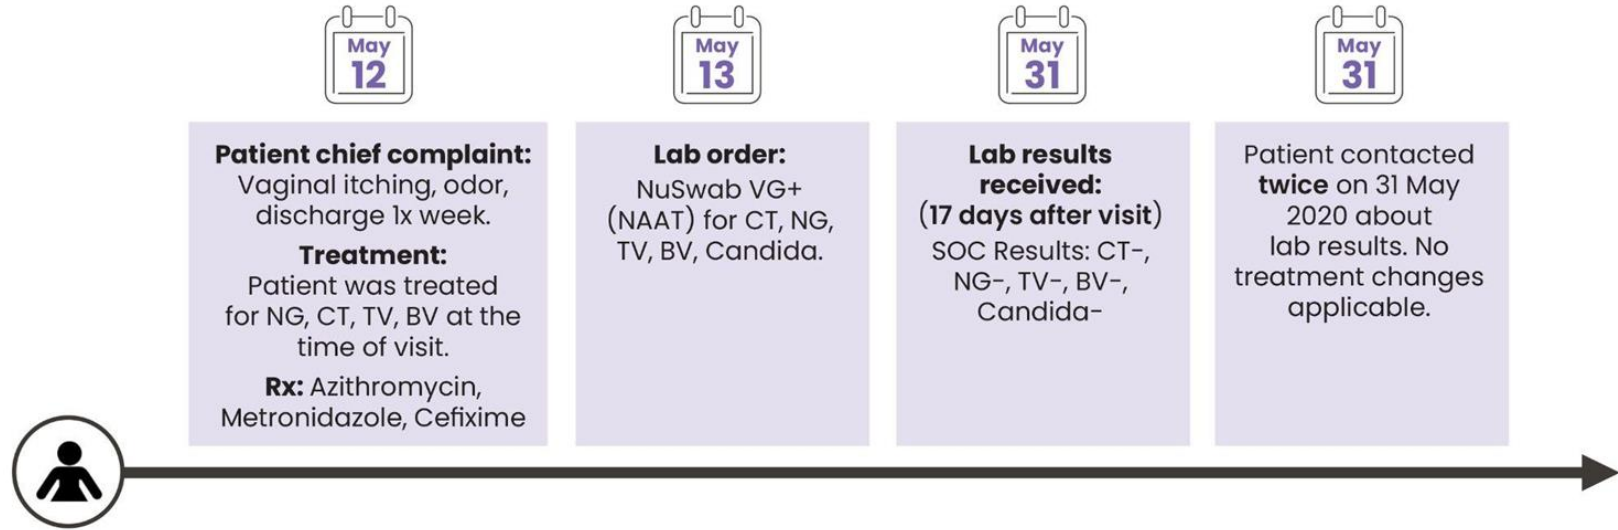 May
12
Patient chief complaint:
Vaginal itching, odor,
discharge 1x week.
Treatment:
Patient was treated
for NG, CT, TV, BV at the
time of visit.
Rx: Azithromycin,
Metronidazole, Cefixime
May
13
Lab order:
NuSwab VG+
(NAAT) for CT, NG,
TV, BV, Candida.
May
31
Lab results
received:
(17 days after visit)
SOC Results: CT-,
NG-, TV-, BV-,
Candida-
May
31
Patient contacted
twice on 31 May
2020 about
lab results. No
treatment changes
applicable.